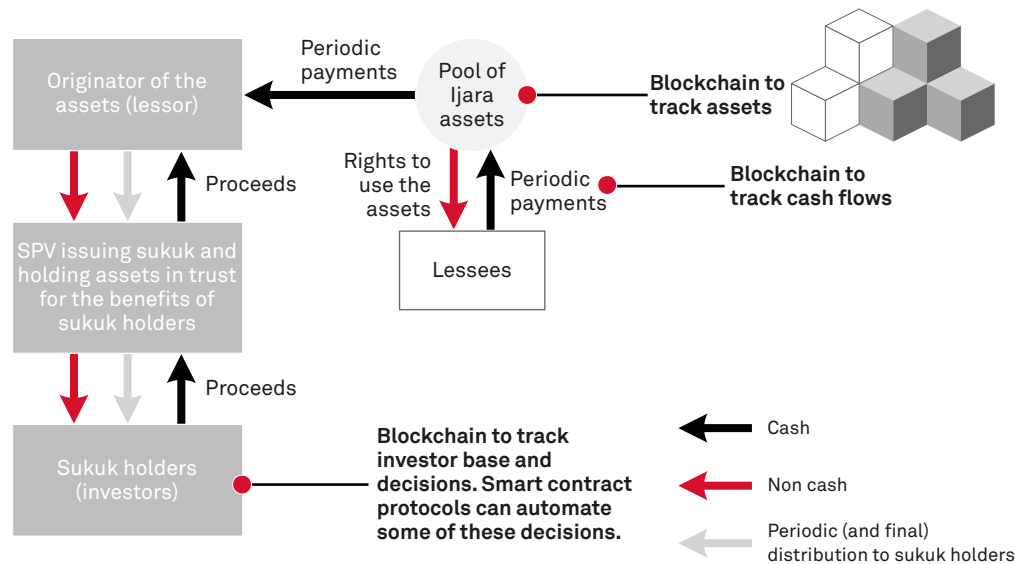 Originator of the
assets (lessor)
Periodic
payments
Pool of
Ijara
assets
Blockchain to
track assets
Proceeds
Rights to
use the
assets
Periodic
payments
Blockchain to
track cash flows
SPV issuing sukuk and
holding assets in trust
for the benefits of
sukuk holders
Lessees
Proceeds
Sukuk holders
(investors)
Blockchain to track
investor base and
decisions. Smart contract
protocols can automate
some of these decisions.
Cash
Non cash
Periodic (and final)
distribution to sukuk holders